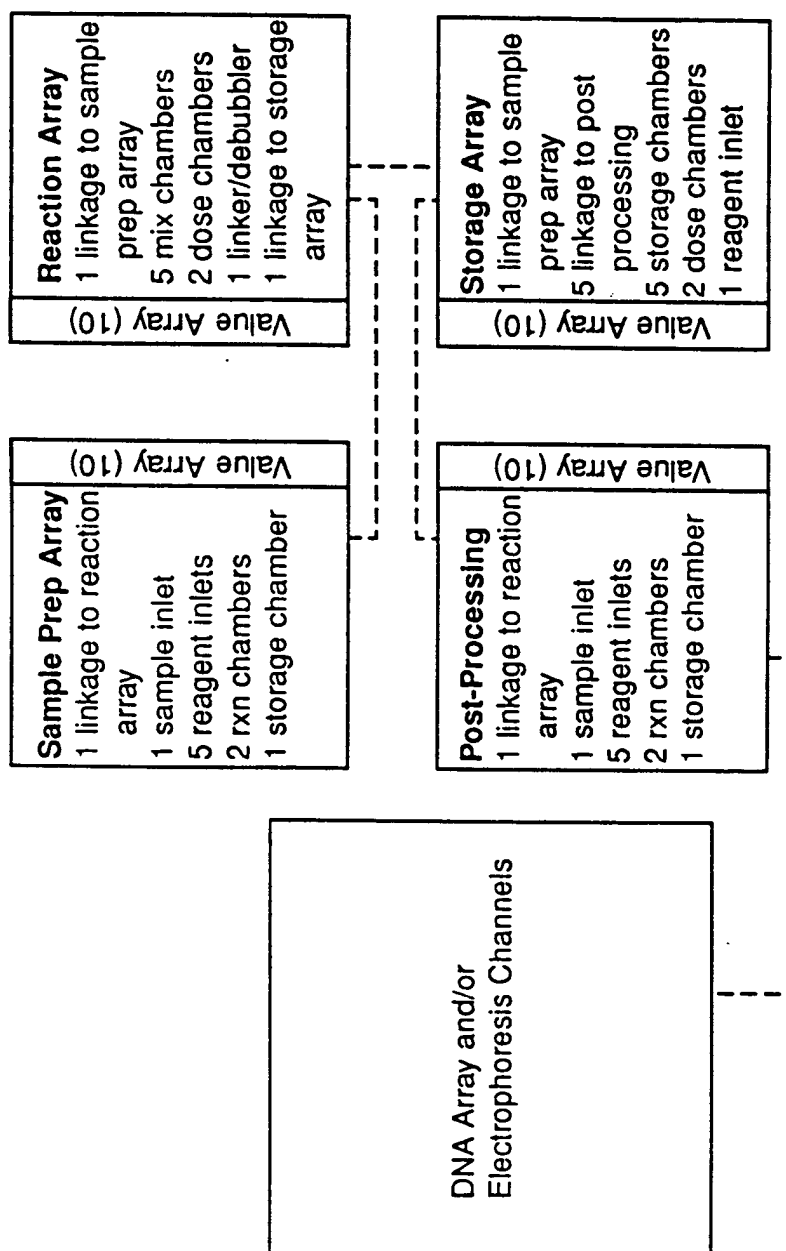 Sample Prep Array
1 linkage to reaction
array
1 sample inlet
5 reagent inlets
2 rxn chambers
1 storage chamber
Value Array (10)
Value Array (10)
Reaction Array
1 linkage to sample
prep array
5 mix chambers
2 dose chambers
1 linker/debubbler
1 linkage to storage
array
DNA Array and/or
Electrophoresis Channels
Post-Processing
1 linkage to reaction
array
1 sample inlet
5 reagent inlets
2 rxn chambers
1 storage chamber
Value Array (10)
Value Array (10)
Storage Array
1 linkage to sample
prep array
5 linkage to post
processing
5 storage chambers
2 dose chambers
1 reagent inlet